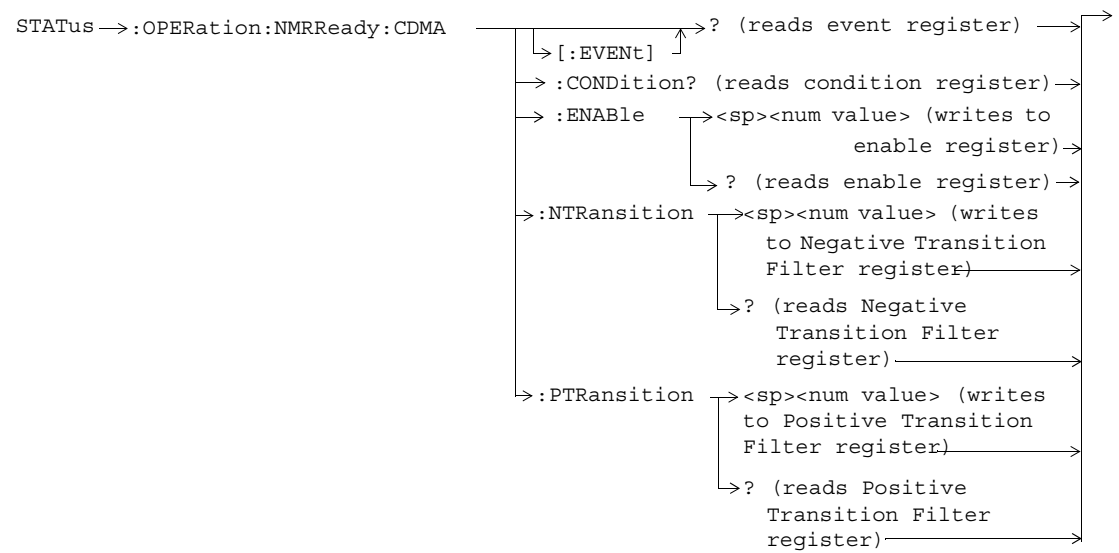 STATus :OPERation:NMRReady:CDMA ? (reads event register)
[:EVENt]
:CONDition? (reads condition register)
:ENABle <sp><num value> (writes to
enable register)
? (reads enable register)
:NTRansition <sp><num value> (writes
to Negative Transition
Filter register)
? (reads Negative
Transition Filter
register)
:PTRansition <sp><num value> (writes
to Positive Transition
Filter register)
? (reads Positive
Transition Filter
register)